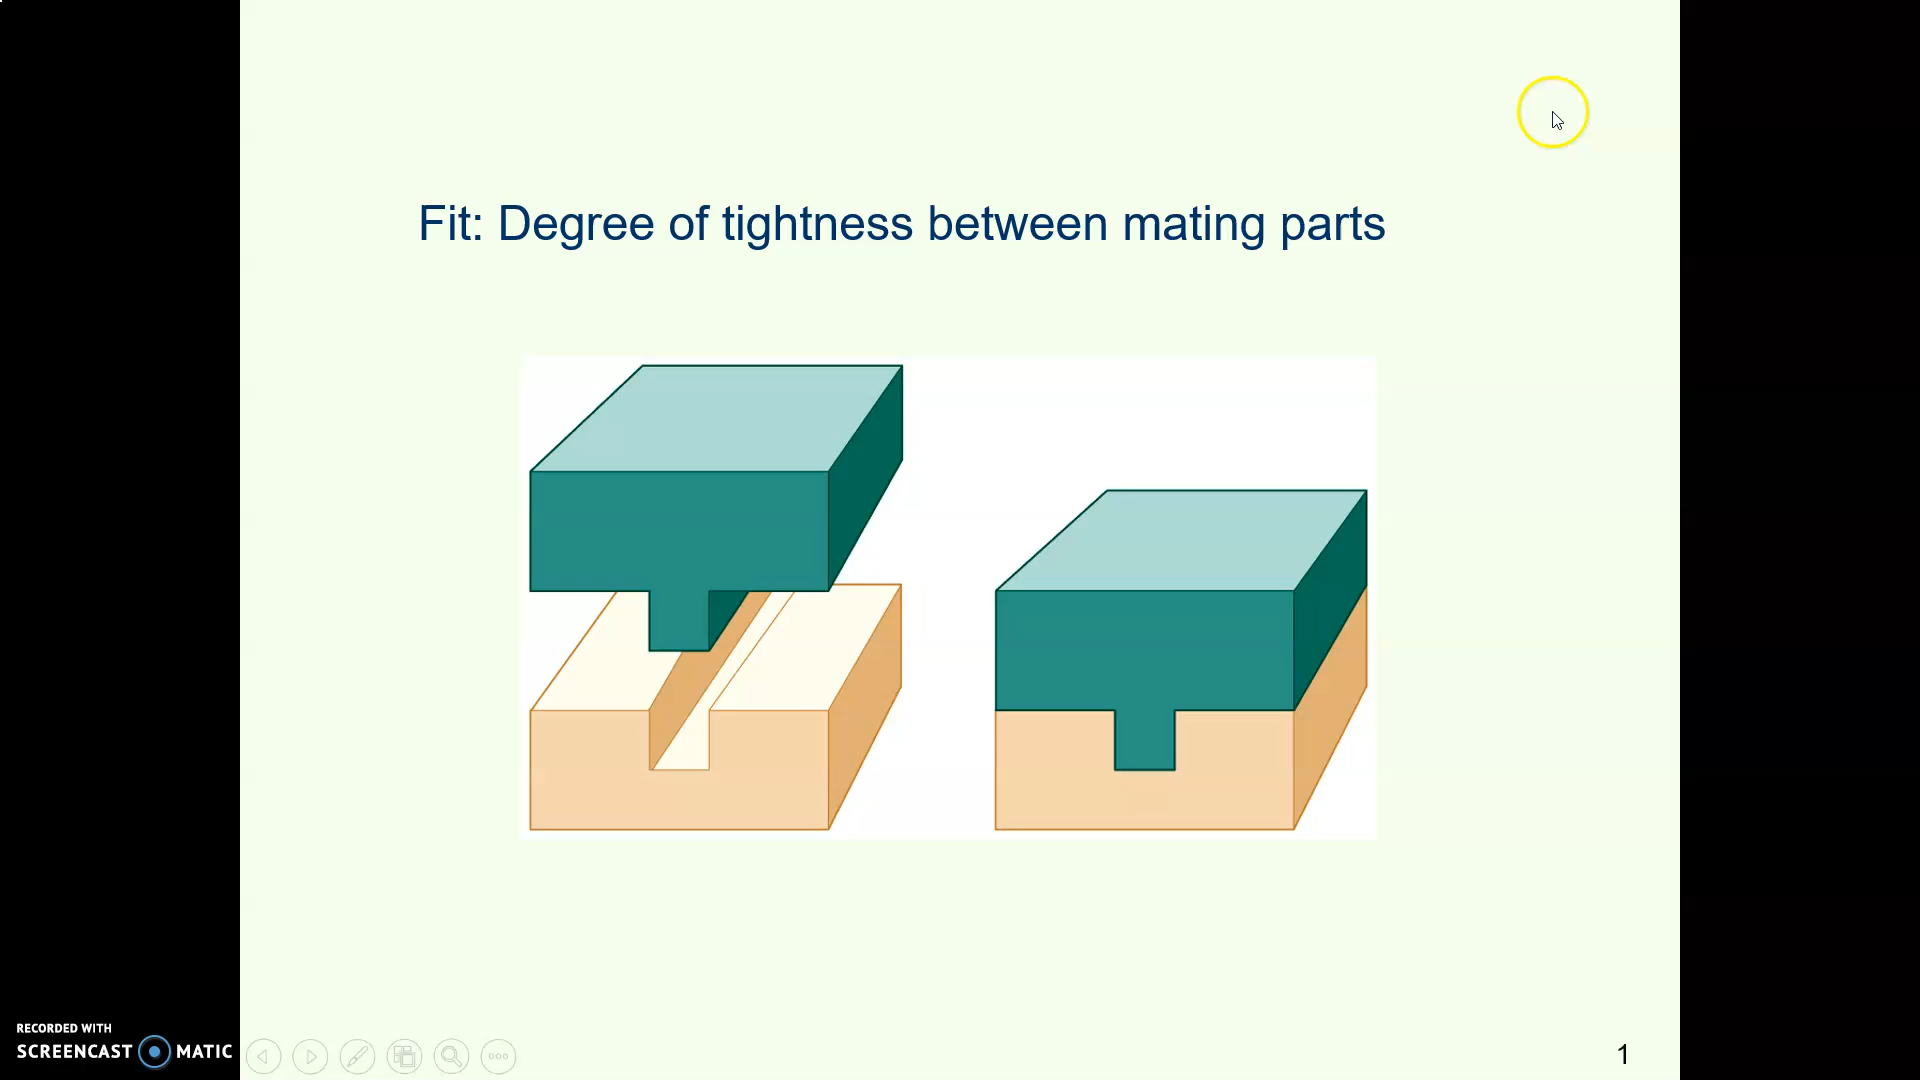 Fit: Degree of tightness between mating parts
RECORDED WITH
SCREENCAST MATIC
1